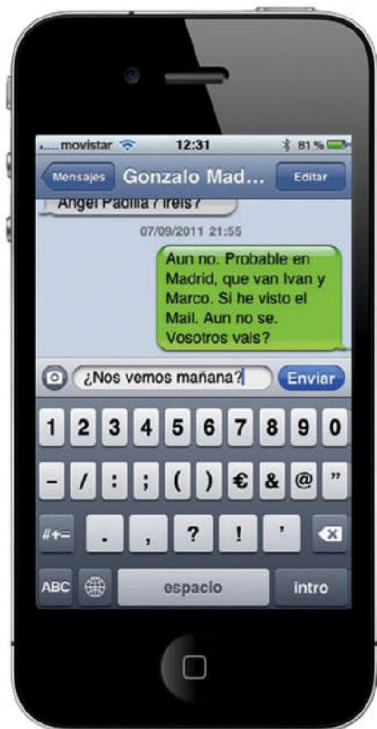 movistar 12:31 81 %
Mensajes Gonzalo Mad... Editar
Angel Padilla? Ireis?
07/09/2011 21:55
Aun no. Probable en
Madrid, que van Ivan y
Marco. Si he visto el
Mail. Aun no se.
Vosotros vais?
¿Nos vemos mañana? Enviar
1 2 3 4 5 6 7 8 9 0
- / : ; ( ) € & @ "
#+= . , ? ! '
ABC espacio intro